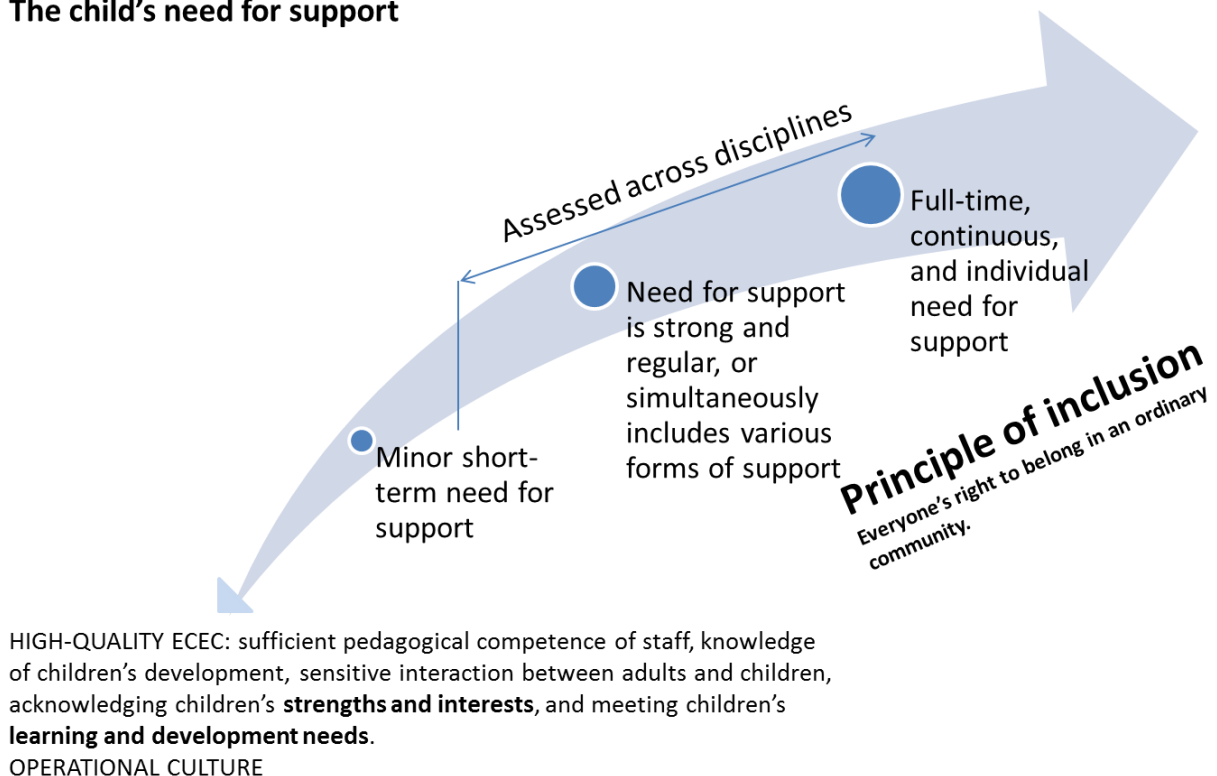 The child’s need for support
Assessed across disciplines
Full-time,
continuous,
and individual
need for
support
Need for support
is strong and
regular, or
simultaneously
includes various
forms of support
Minor short-
term need for
support
Principle of inclusion
Everyone’s right to belong in an ordinary
community.
HIGH-QUALITY ECEC: sufficient pedagogical competence of staff, knowledge
of children’s development, sensitive interaction between adults and children,
acknowledging children’s strengths and interests, and meeting children’s
learning and development needs.
OPERATIONAL CULTURE